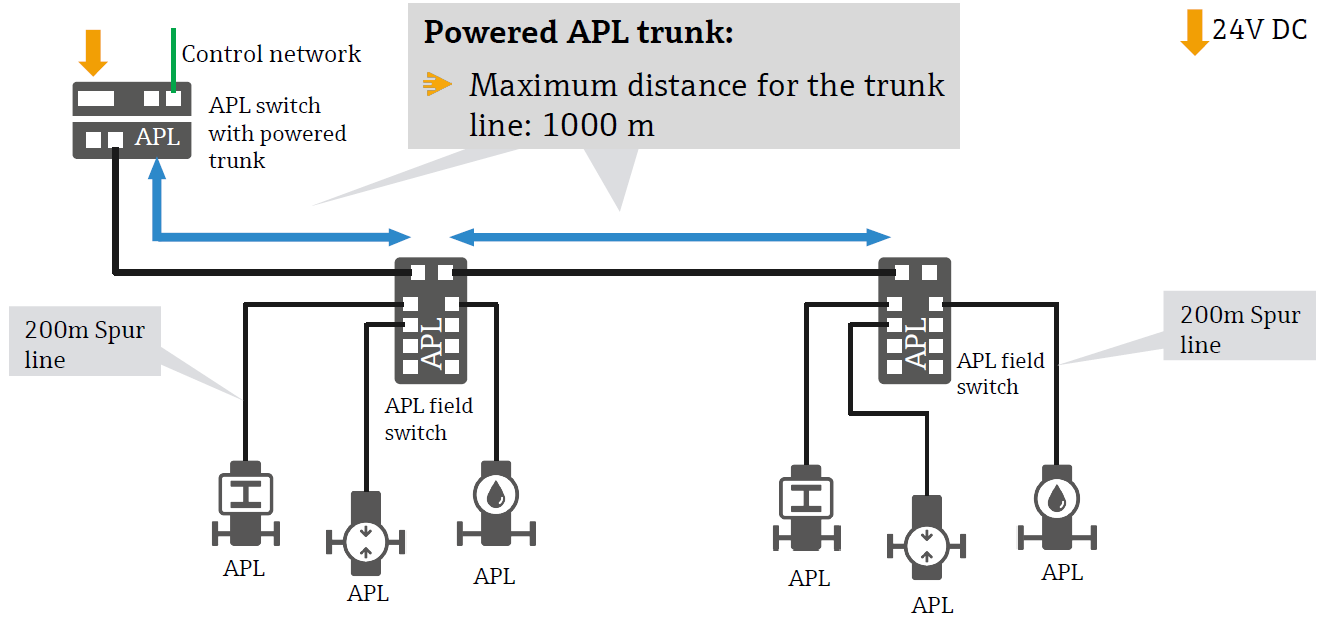 Powered APL trunk:
Maximum distance for the trunk
line: 1000 m
24V DC
Control network
APL switch
with powered
trunk
APL
200m Spur
line
APL
APL field
switch
APL
APL field
switch
200m Spur
line
APL
APL
APL
APL
APL
APL